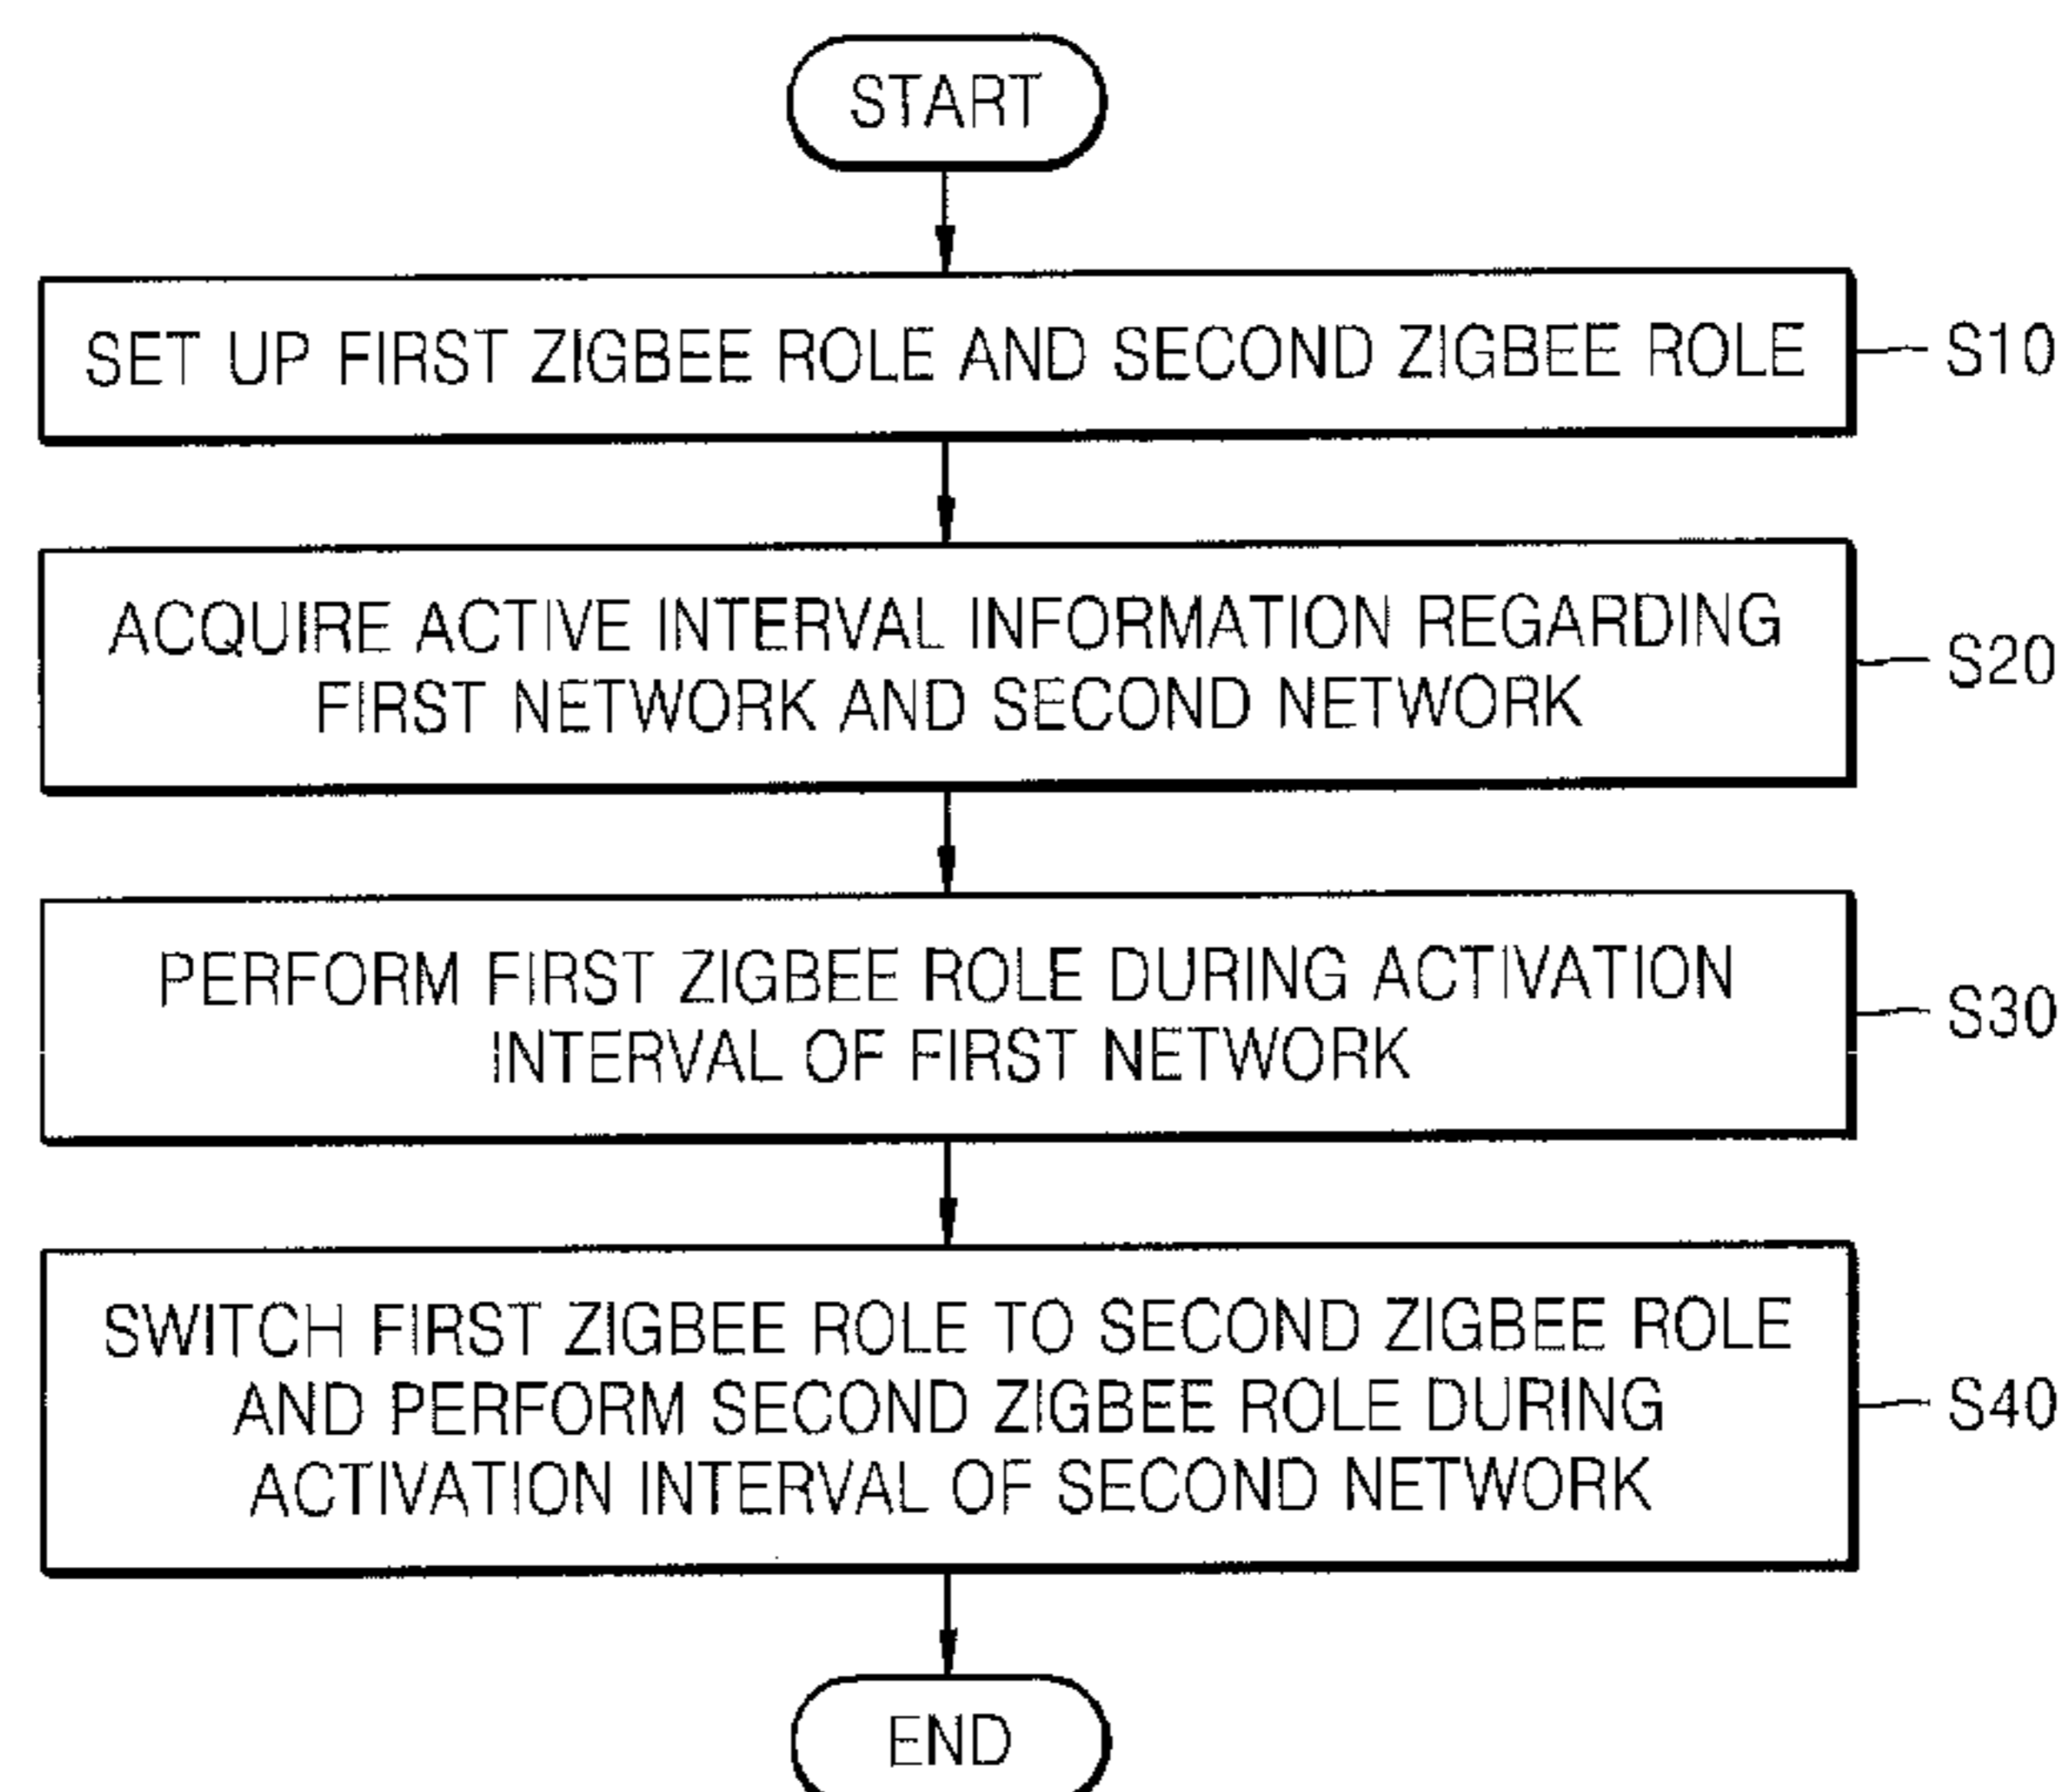 START
SET UP FIRST ZIGBEE ROLE AND SECOND ZIGBEE ROLE
S10
ACQUIRE ACTIVE INTERVAL INFORMATION REGARDING
FIRST NETWORK AND SECOND NETWORK
S20
PERFORM FIRST ZIGBEE ROLE DURING ACTIVATION
INTERVAL OF FIRST NETWORK
S30
SWITCH FIRST ZIGBEE ROLE TO SECOND ZIGBEE ROLE
AND PERFORM SECOND ZIGBEE ROLE DURING
ACTIVATION INTERVAL OF SECOND NETWORK
S40
END